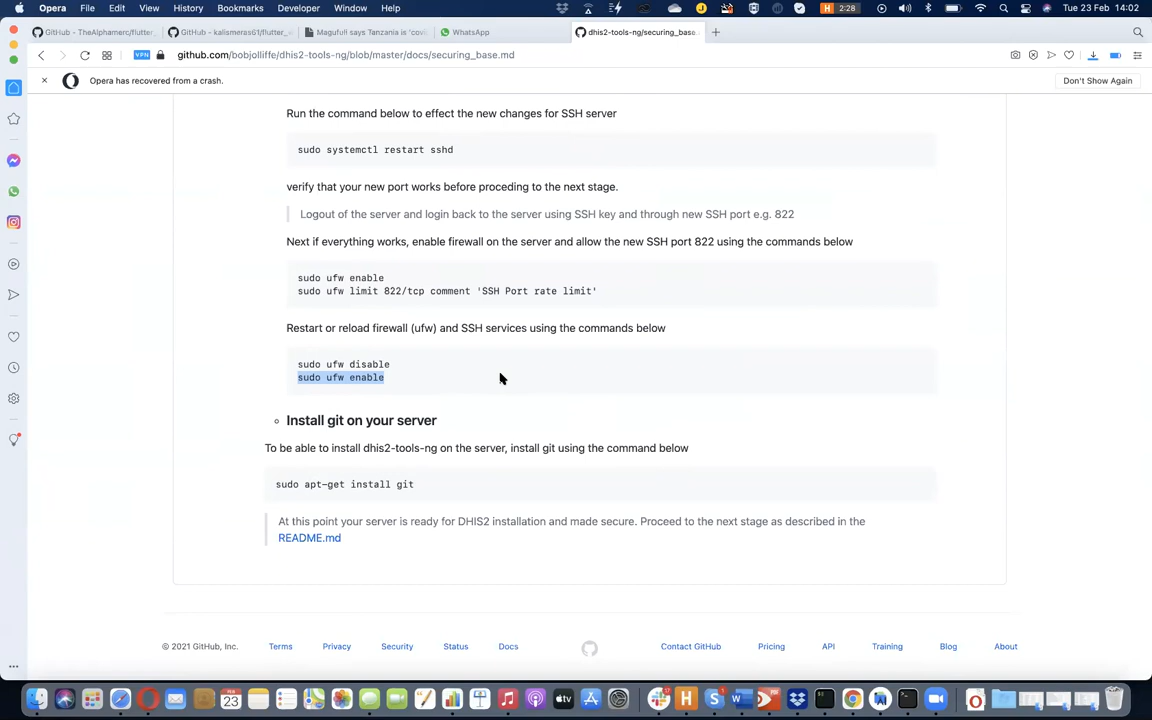 Opera File Edit View History Bookmarks Developer Window Help H 2:28 Tue 23 Feb 14:02
GitHub - TheAlphamerc/flutter_ GitHub - kalismeras61/flutter_ Magufuli says Tanzania is 'covi WhatsApp dhis2-tools-ng/securing_base.
VPN github.com/bobjolliffe/dhis2-tools-ng/blob/master/docs/securing_base.md
Opera has recovered from a crash. Don't Show Again
Run the command below to effect the new changes for SSH server
sudo systemctl restart sshd
verify that your new port works before proceding to the next stage.
Logout of the server and login back to the server using SSH key and through new SSH port e.g. 822
Next if everything works, enable firewall on the server and allow the new SSH port 822 using the commands below
sudo ufw enable
sudo ufw limit 822/tcp comment 'SSH Port rate limit'
Restart or reload firewall (ufw) and SSH services using the commands below
sudo ufw disable
sudo ufw enable
Install git on your server
To be able to install dhis2-tools-ng on the server, install git using the command below
sudo apt-get install git
At this point your server is ready for DHIS2 installation and made secure. Proceed to the next stage as described in the
README.md
© 2021 GitHub, Inc. Terms Privacy Security Status Docs Contact GitHub Pricing API Training Blog About